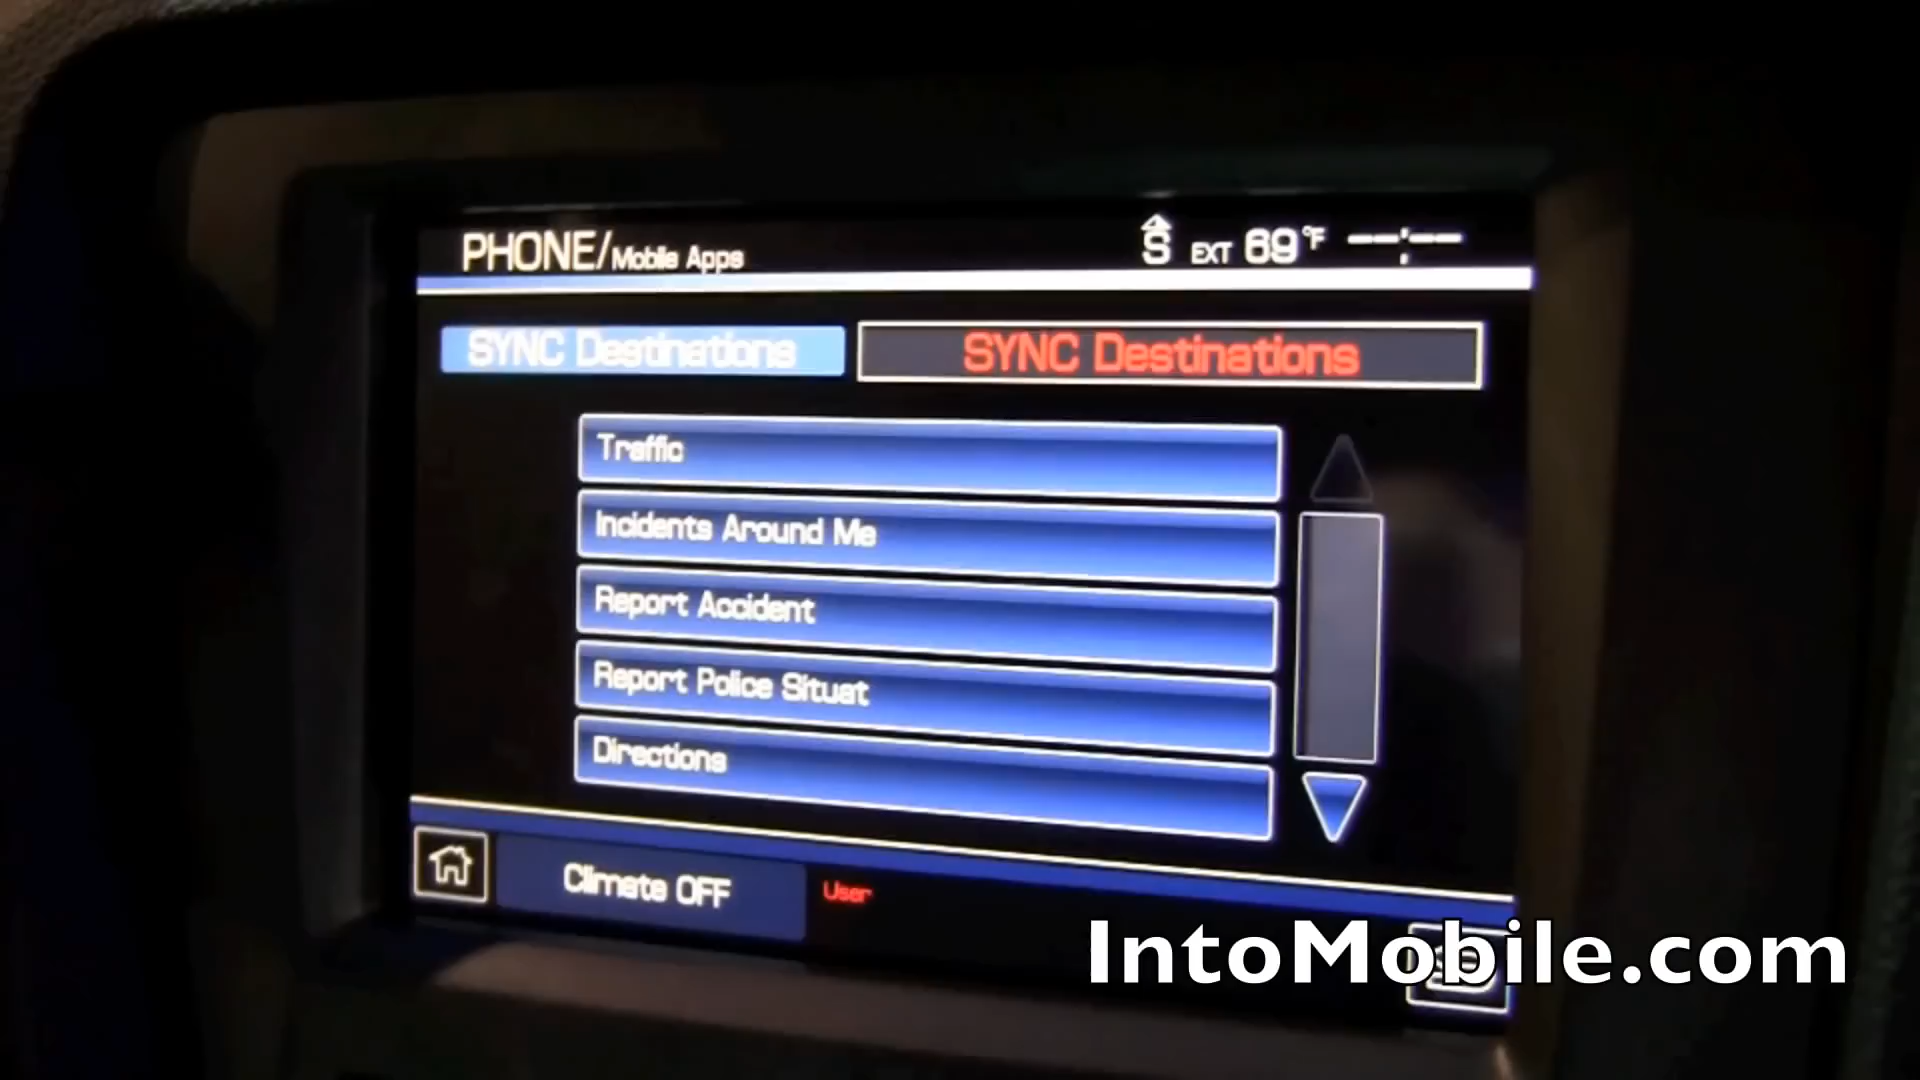 PHONE/Mobile Apps
S EXT 69°F --:--
SYNC Destinations
SYNC Destinations
Traffic
Incidents Around Me
Report Accident
Report Police Situat
Directions
Climate OFF
User
IntoMobile.com